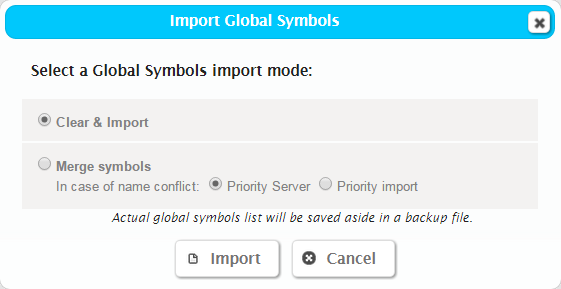 Import Global Symbols
Select a Global Symbols import mode:
Clear & Import
Merge symbols
In case of name conflict: Priority Server Priority import
Actual global symbols list will be saved aside in a backup file.
Import Cancel